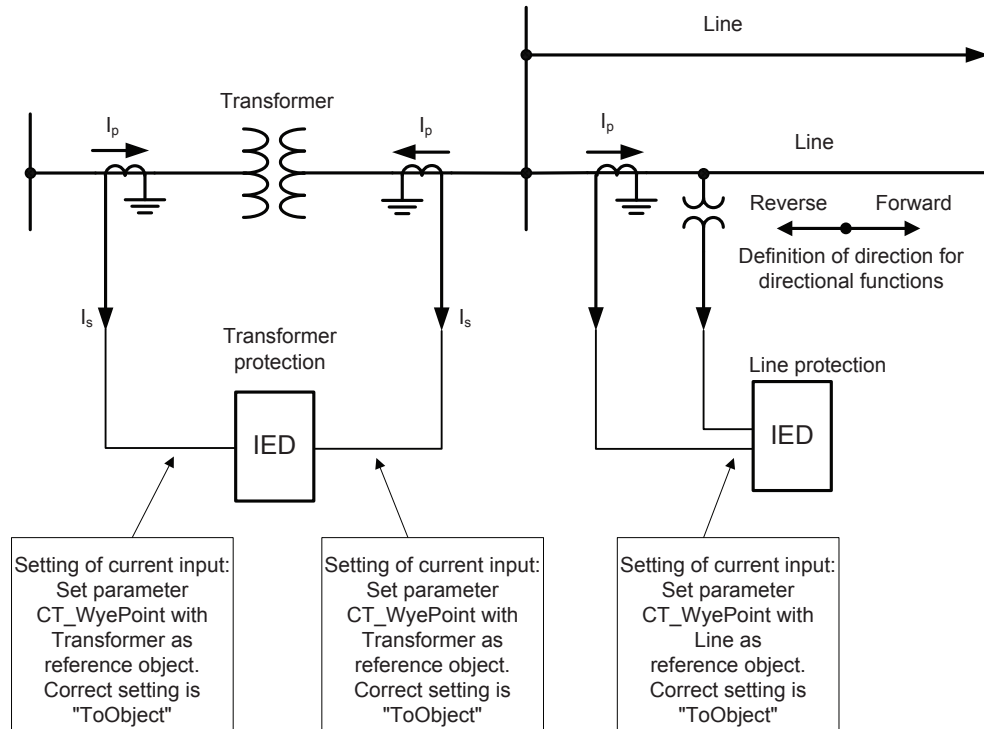 Line
Transformer
Ip
Ip
Ip
Line
Reverse
Forward
Definition of direction for
directional functions
Is
Is
Transformer
protection
Line protection
IED
IED
Setting of current input:
Set parameter
CT_WyePoint with
Transformer as
reference object.
Correct setting is
"ToObject"
Setting of current input:
Set parameter
CT_WyePoint with
Transformer as
reference object.
Correct setting is
"ToObject"
Setting of current input:
Set parameter
CT_WyePoint with
Line as
reference object.
Correct setting is
"ToObject"